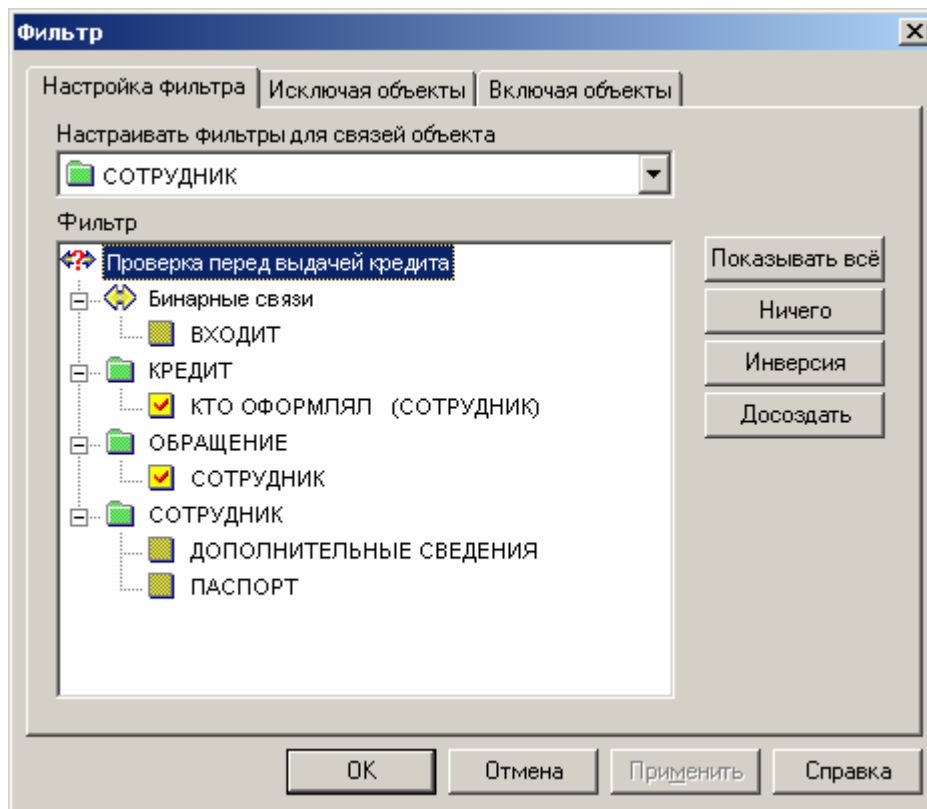 Фильтр
Настройка фильтра Исключая объекты Включая объекты
Настраивать фильтры для связей объекта
СОТРУДНИК
Фильтр
Проверка перед выдачей кредита
Бинарные связи
ВХОДИТ
КРЕДИТ
КТО ОФОРМЛЯЛ (СОТРУДНИК)
ОБРАЩЕНИЕ
СОТРУДНИК
СОТРУДНИК
ДОПОЛНИТЕЛЬНЫЕ СВЕДЕНИЯ
ПАСПОРТ
Показывать всё
Ничего
Инверсия
Досоздать
OK Отмена Применить Справка